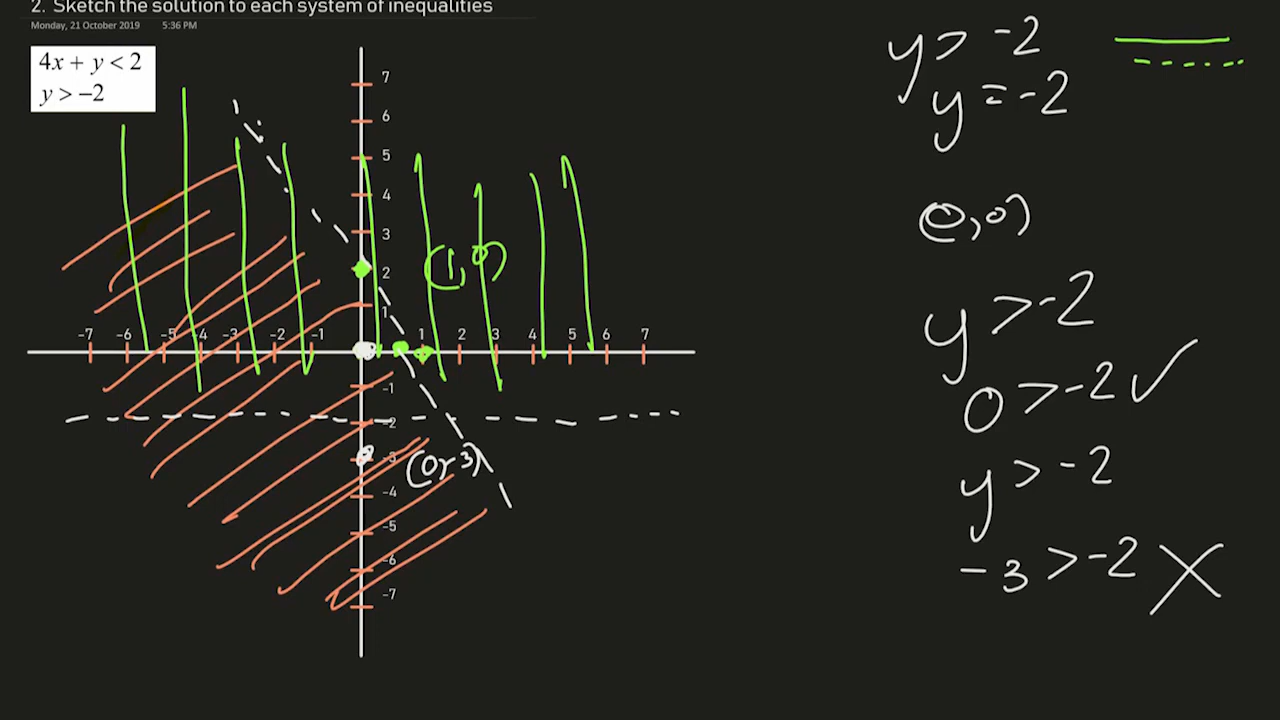 2. Sketch the solution to each system of inequalities
Monday, 21 October 2019 5:36 PM
4x + y < 2
y > −2
7
6
5
4
3
2
1
-7 -6 -5 -4 -3 -2 -1 1 2 3 4 5 6 7
-1
-2
-3
-4
-5
-6
-7
(1,0)
(0,-3)
y > -2
y = -2
(0,0)
y > -2
0 > -2 ✓
y > -2
-3 > -2 X